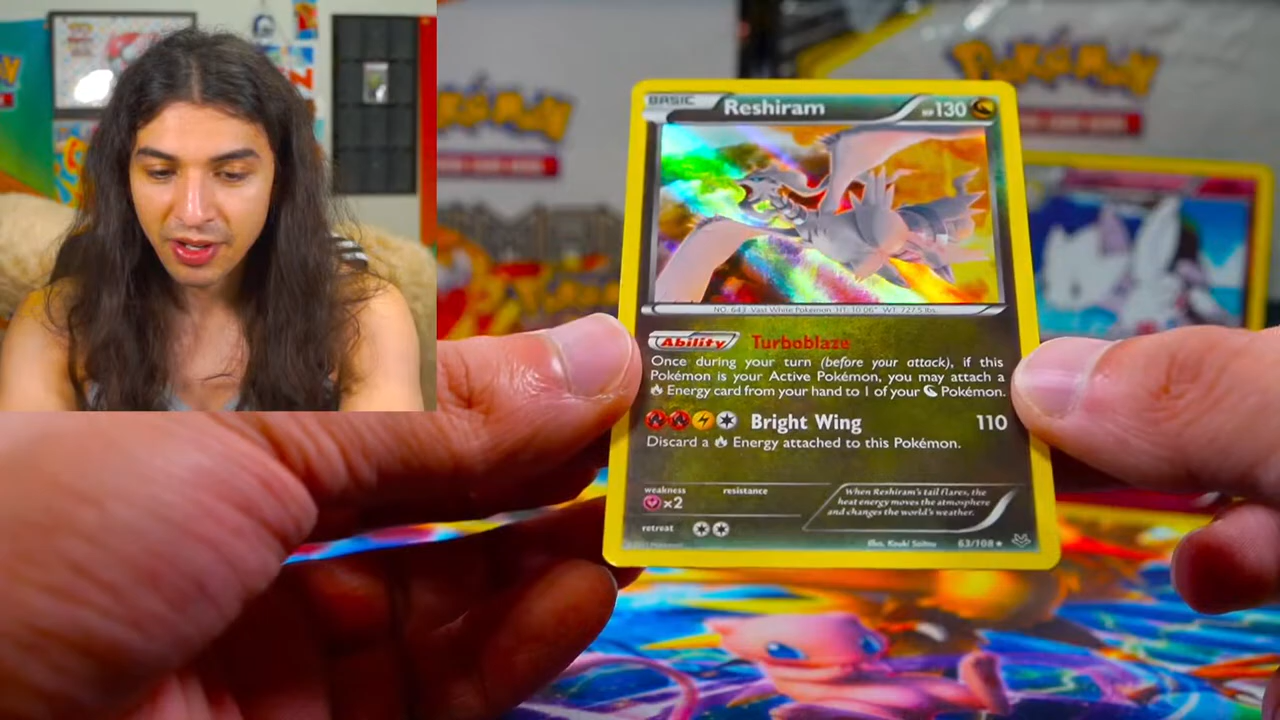 Pokémon
Pokémon
BASIC
Reshiram
HP130
NO. 643 Vast White Pokémon HT: 10'06" WT: 727.5 lbs.
Ability Turboblaze
Once during your turn (before your attack), if this
Pokémon is your Active Pokémon, you may attach a
Energy card from your hand to 1 of your Pokémon.
Bright Wing 110
Discard a Energy attached to this Pokémon.
weakness resistance
×2
When Reshiram's tail flares, the
heat energy moves the atmosphere
and changes the world's weather.
retreat
Illus. Kouki Saitou 63/108